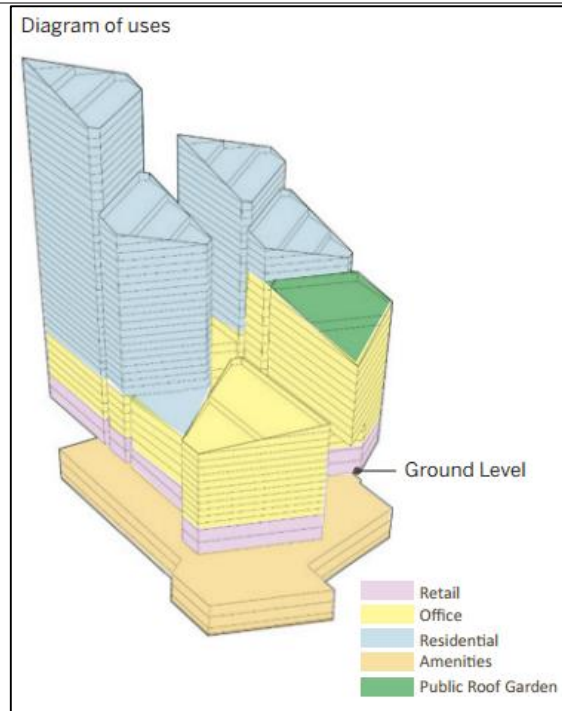 Diagram of uses
Ground Level
Retail
Office
Residential
Amenities
Public Roof Garden